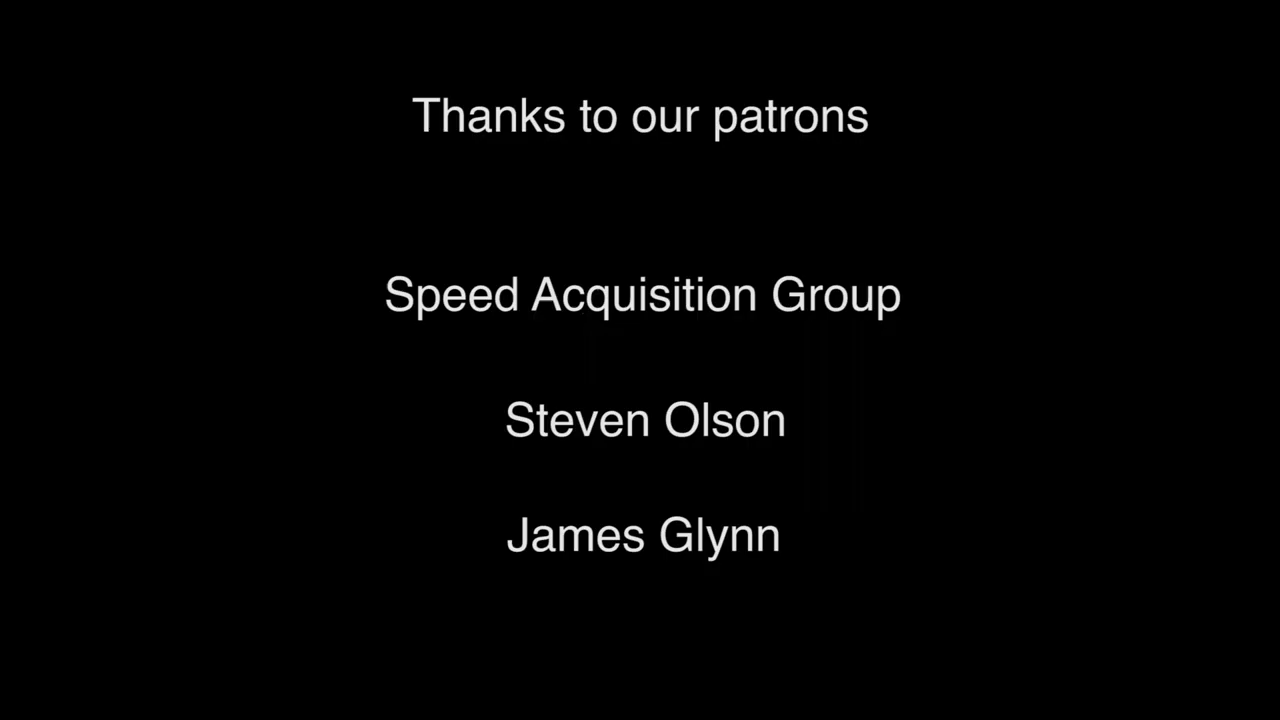 Thanks to our patrons
Speed Acquisition Group
Steven Olson
James Glynn